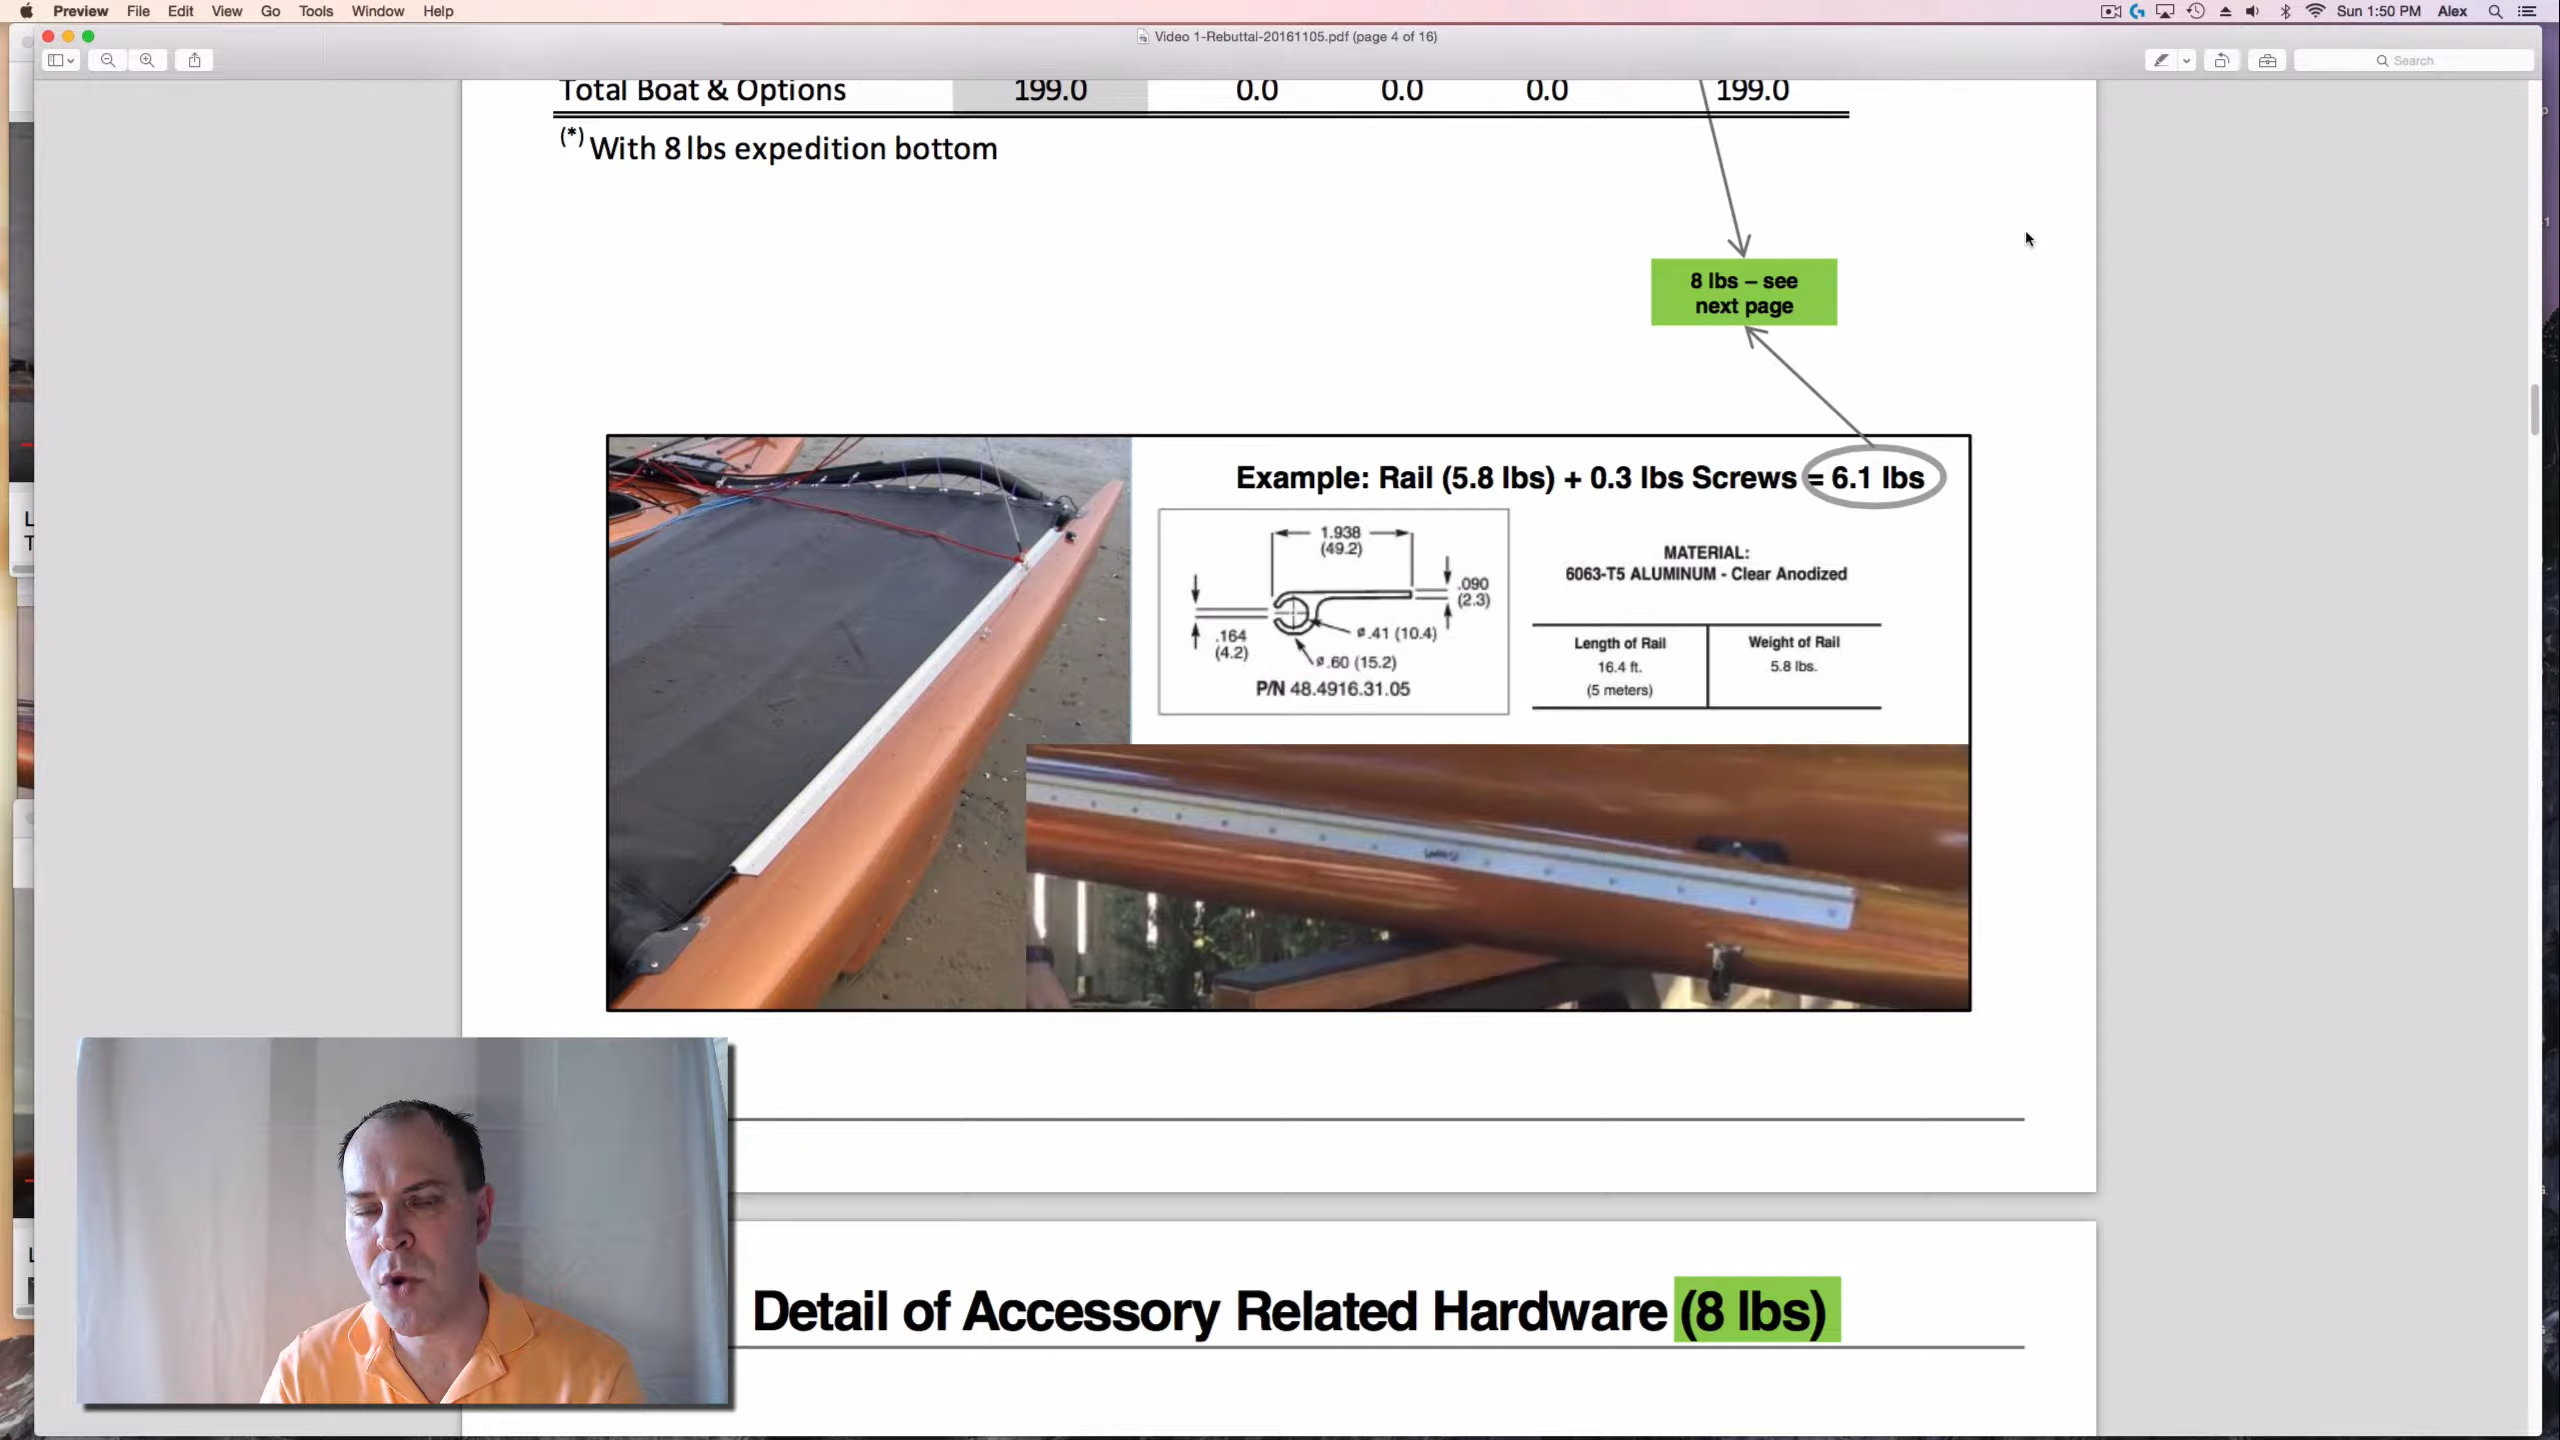 Preview File Edit View Go Tools Window Help
Sun 1:50 PM Alex
Video 1-Rebuttal-20161105.pdf (page 4 of 16)
Search
Total Boat & Options 199.0 0.0 0.0 0.0 199.0
(*) With 8 lbs expedition bottom
8 lbs – see
next page
Example: Rail (5.8 lbs) + 0.3 lbs Screws = 6.1 lbs
1.938
(49.2)
.090
(2.3)
.164
(4.2)
ø.41 (10.4)
ø.60 (15.2)
P/N 48.4916.31.05
MATERIAL:
6063-T5 ALUMINUM - Clear Anodized
Length of Rail Weight of Rail
16.4 ft. 5.8 lbs.
(5 meters)
Detail of Accessory Related Hardware (8 lbs)